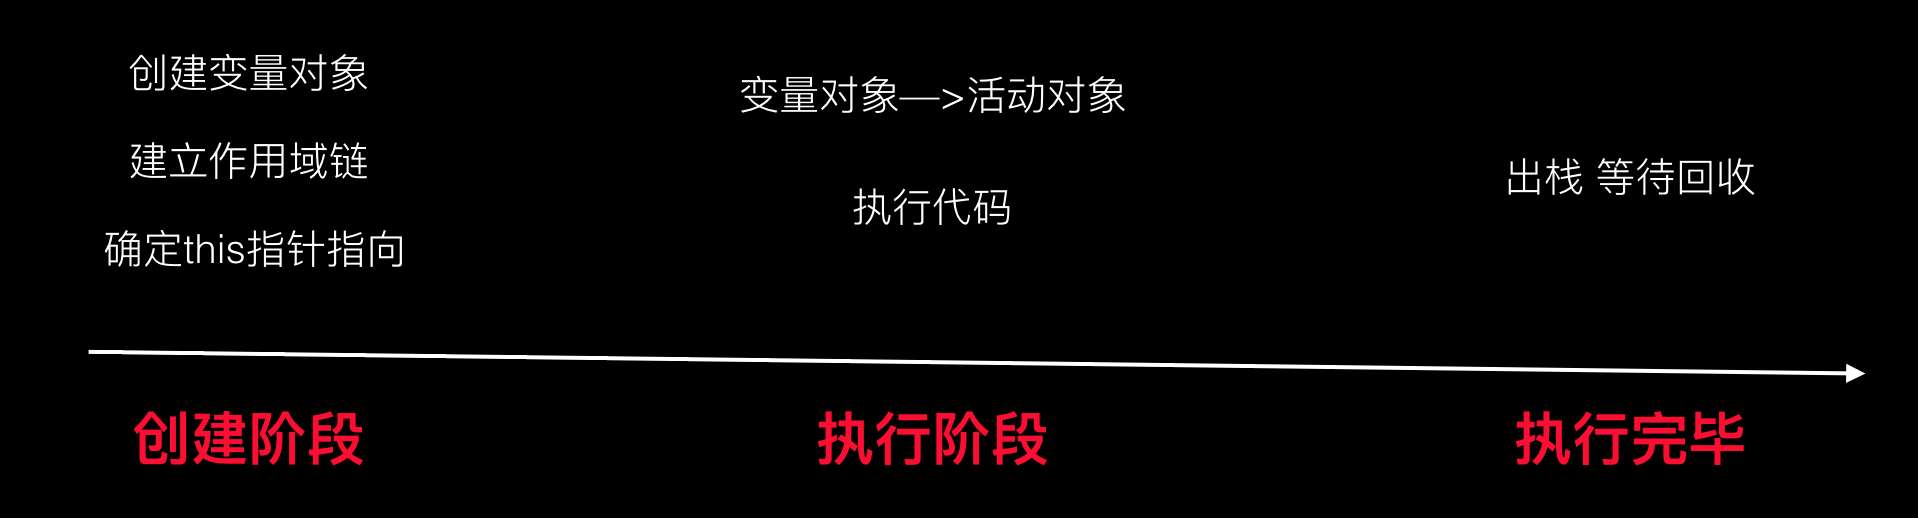 创建变量对象
建立作用域链
确定this指针指向
变量对象—>活动对象
执行代码
出栈 等待回收
创建阶段
执行阶段
执行完毕